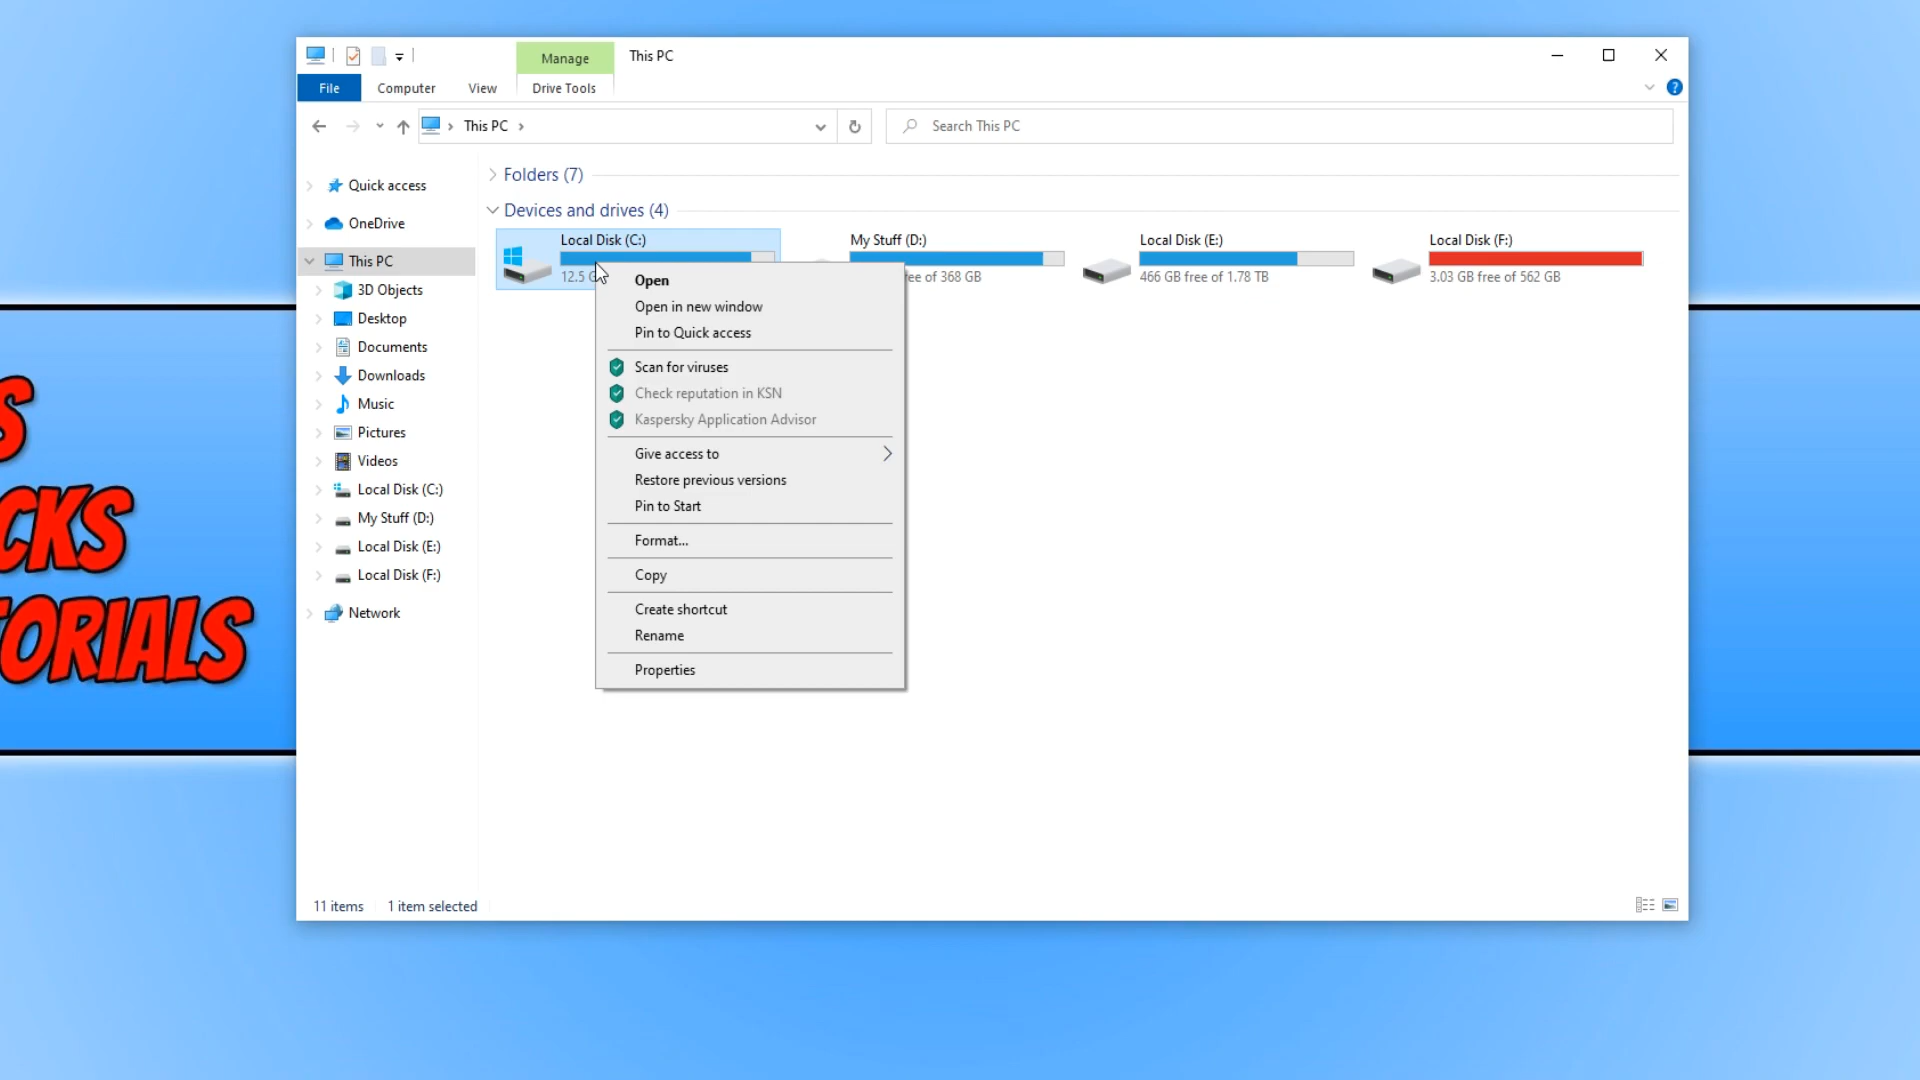 Manage
This PC
File
Computer
View
Drive Tools
This PC
Search This PC
Quick access
OneDrive
This PC
3D Objects
Desktop
Documents
Downloads
Music
Pictures
Videos
Local Disk (C:)
My Stuff (D:)
Local Disk (E:)
Local Disk (F:)
Network
Folders (7)
Devices and drives (4)
Local Disk (C:)
12.5 G
My Stuff (D:)
ree of 368 GB
Local Disk (E:)
466 GB free of 1.78 TB
Local Disk (F:)
3.03 GB free of 562 GB
Open
Open in new window
Pin to Quick access
Scan for viruses
Check reputation in KSN
Kaspersky Application Advisor
Give access to
Restore previous versions
Pin to Start
Format...
Copy
Create shortcut
Rename
Properties
11 items
1 item selected
S
CKS
TORIALS